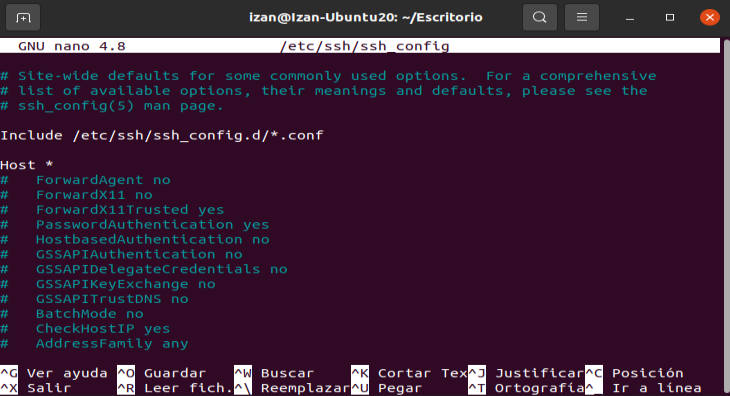 izan@Izan-Ubuntu20: ~/Escritorio
GNU nano 4.8 /etc/ssh/ssh_config
# Site-wide defaults for some commonly used options.  For a comprehensive
# list of available options, their meanings and defaults, please see the
# ssh_config(5) man page.
Include /etc/ssh/ssh_config.d/*.conf
Host *
#   ForwardAgent no
#   ForwardX11 no
#   ForwardX11Trusted yes
#   PasswordAuthentication yes
#   HostbasedAuthentication no
#   GSSAPIAuthentication no
#   GSSAPIDelegateCredentials no
#   GSSAPIKeyExchange no
#   GSSAPITrustDNS no
#   BatchMode no
#   CheckHostIP yes
#   AddressFamily any
^G Ver ayuda ^O Guardar ^W Buscar ^K Cortar Tex^J Justificar^C Posición
^X Salir ^R Leer fich.^\ Reemplazar^U Pegar ^T Ortografía^_ Ir a línea